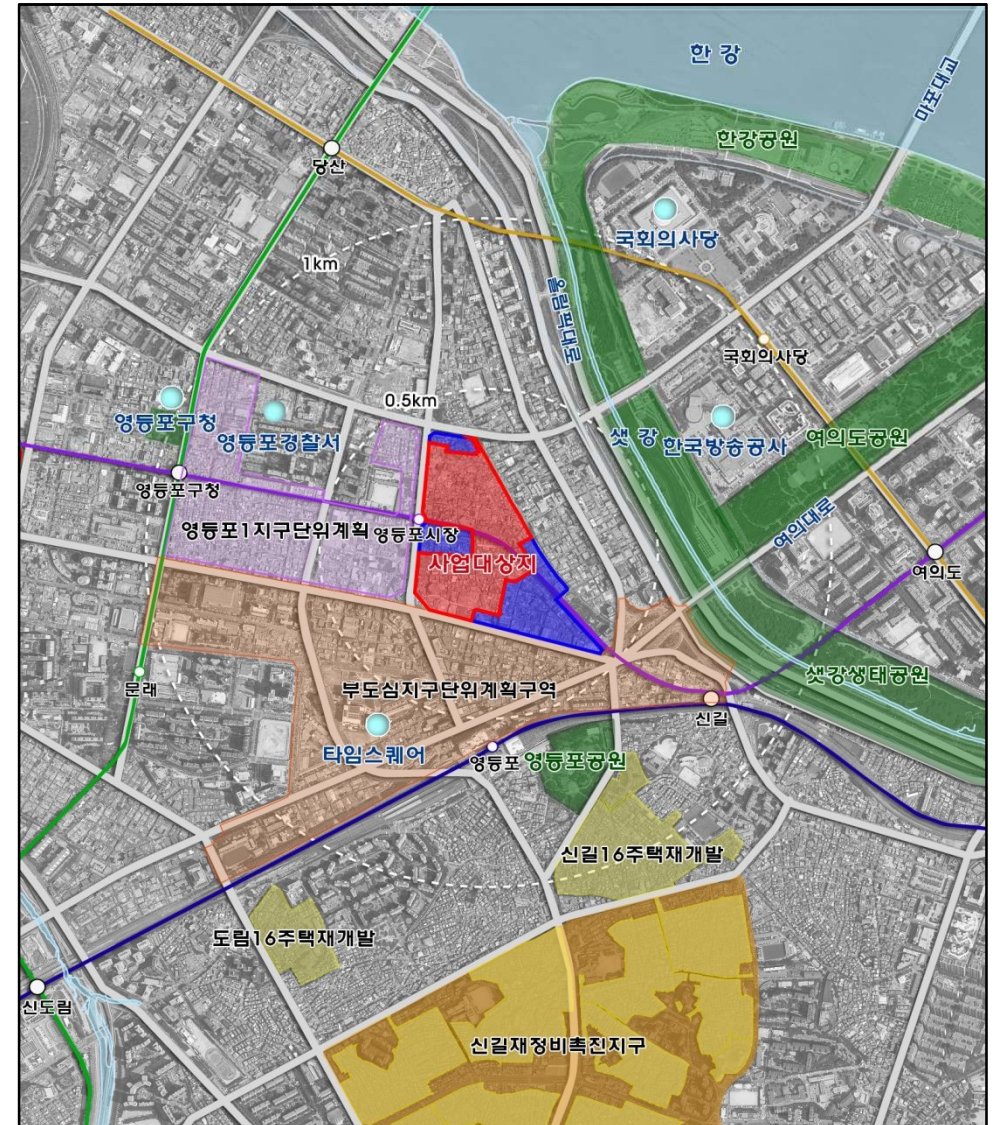 한 강
마포대교
한강공원
당산
국회의사당
1km
올림픽대로
국회의사당
0.5km
영등포구청
영등포경찰서
샛 강
한국방송공사
여의도공원
영등포구청
영등포1지구단위계획
영등포시장
여의대로
사업대상지
여의도
문래
부도심지구단위계획구역
샛강생태공원
신길
타임스퀘어
영등포
영등포공원
신길16주택재개발
도림16주택재개발
신도림
신길재정비촉진지구